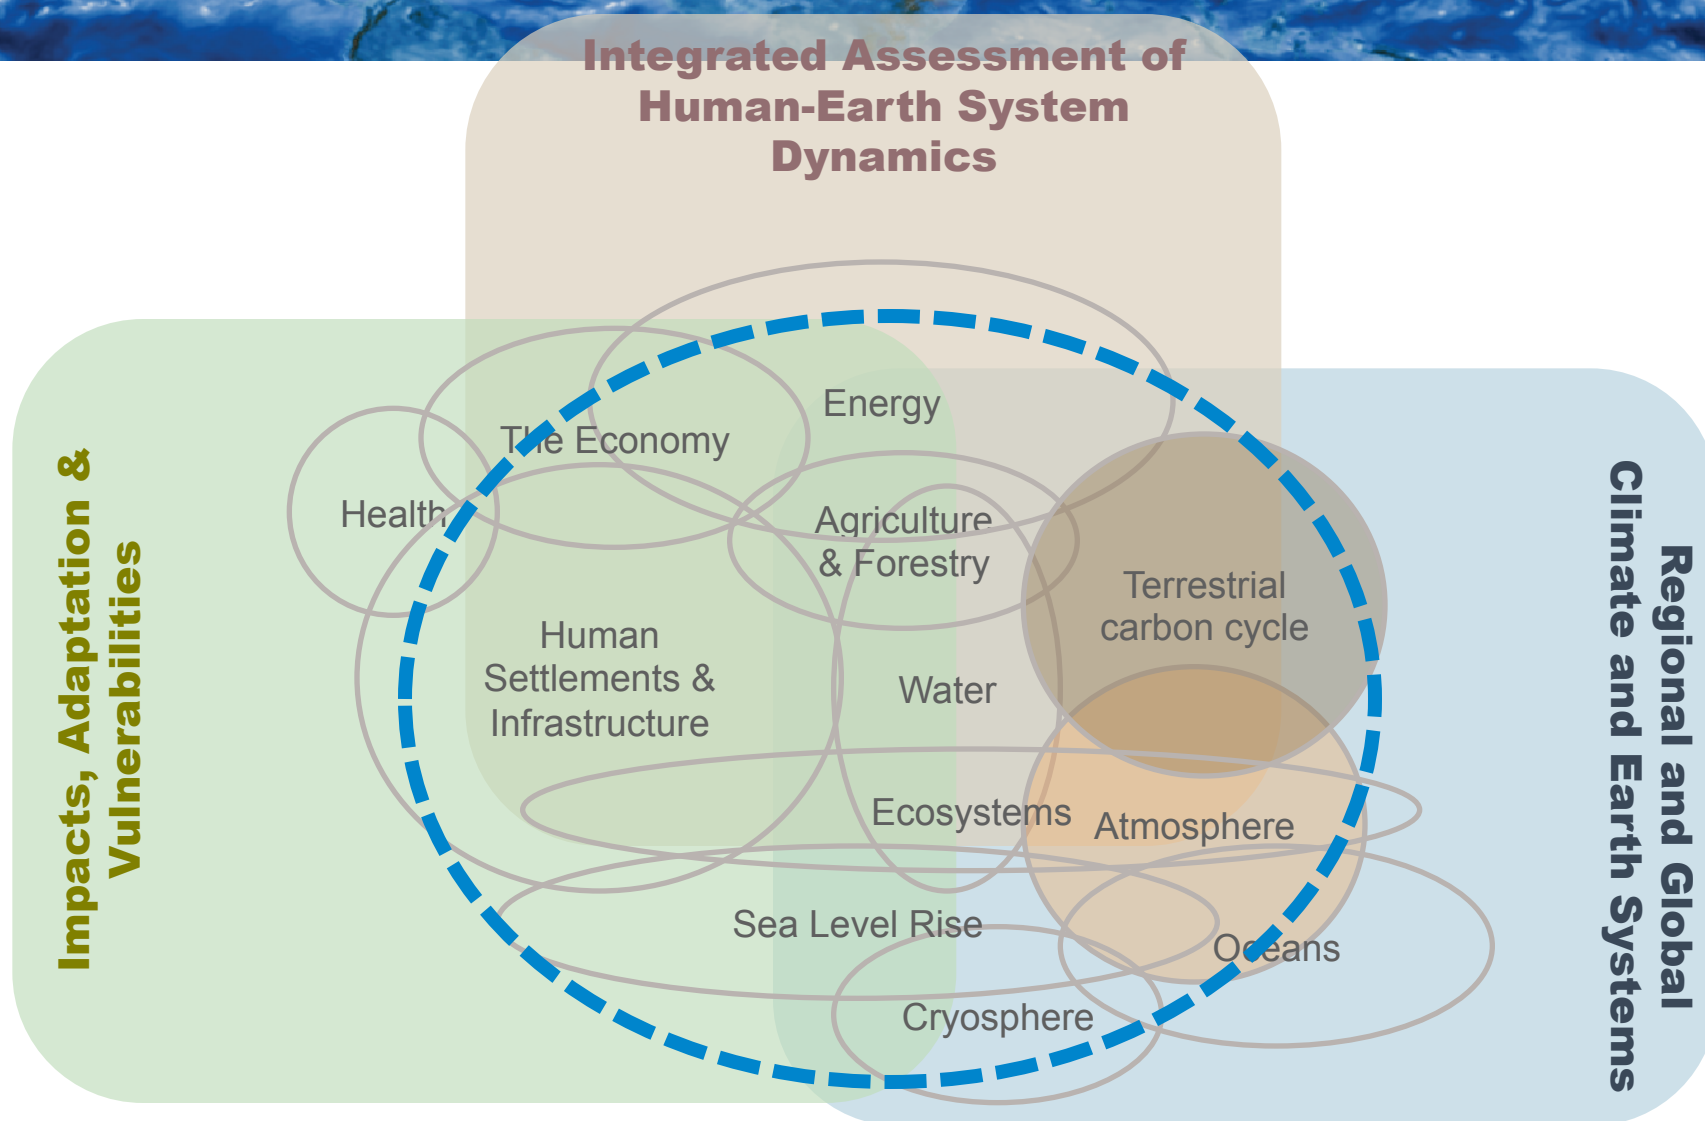 Integrated Assessment of
Human-Earth System
Dynamics
Energy
The Economy
Health
Agriculture
& Forestry
Terrestrial
carbon cycle
Human
Settlements &
Infrastructure
Water
Ecosystems
Atmosphere
Sea Level Rise
Oceans
Cryosphere
Impacts, Adaptation &
Vulnerabilities
Regional and Global
Climate and Earth Systems